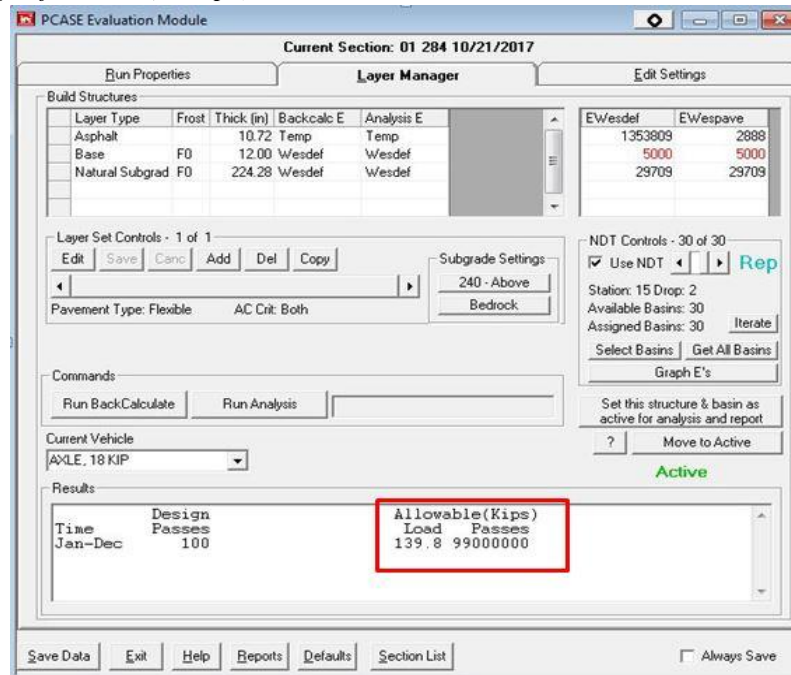 PCASE Evaluation Module
Current Section: 01 284 10/21/2017
Run Properties Layer Manager Edit Settings
Build Structures
Layer Type Frost Thick (in) Backcalc E Analysis E EWesdef EWespave
Asphalt 10.72 Temp Temp 1353809 2888
Base F0 12.00 Wesdef Wesdef 5000 5000
Natural Subgrad F0 224.28 Wesdef Wesdef 29709 29709
Layer Set Controls - 1 of 1
Edit Save Canc Add Del Copy
Pavement Type: Flexible AC Crit: Both
Subgrade Settings
240 - Above
Bedrock
NDT Controls - 30 of 30
Use NDT Rep
Station: 15 Drop: 2
Available Basins: 30
Assigned Basins: 30 Iterate
Select Basins Get All Basins
Graph E's
Commands
Run BackCalculate Run Analysis
Set this structure & basin as
active for analysis and report
? Move to Active
Active
Current Vehicle
AXLE, 18 KIP
Results
Design Allowable(Kips)
Time Passes Load Passes
Jan-Dec 100 139.8 99000000
Save Data Exit Help Reports Defaults Section List Always Save